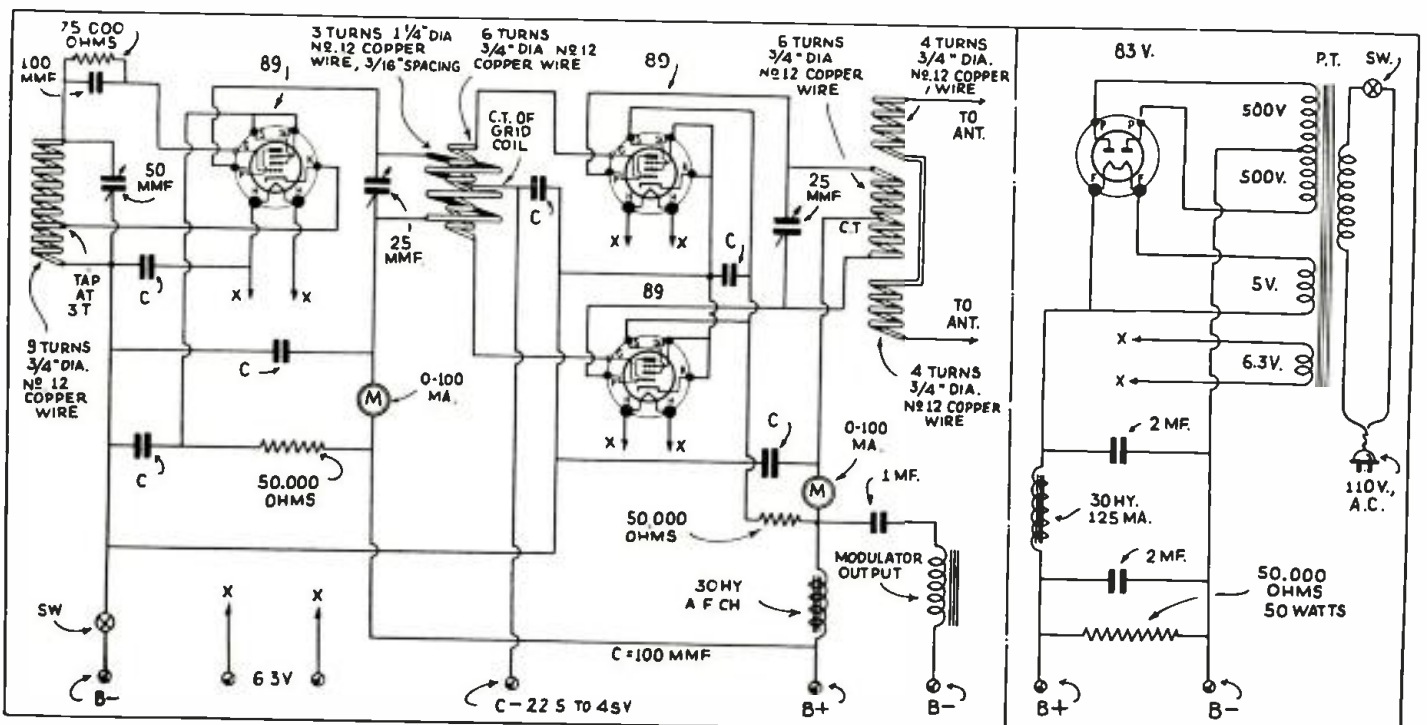 75 000
OHMS
100
MMF
89
3 TURNS 1 1/4" DIA
NO. 12 COPPER
WIRE, 3/16" SPACING
6 TURNS
3/4" DIA NO 12
COPPER WIRE
C.T. OF
GRID
COIL
50
MMF
TAP
AT
3 T
9 TURNS
3/4" DIA.
NO 12
COPPER
WIRE
C
X
X
25
MMF.
C
0-100
MA.
M
C
50.000
OHMS
SW
B-
X
X
6 3V
89
C
X
X
C
89
X
X
6 TURNS
3/4" DIA
NO 12 COPPER
WIRE
4 TURNS
3/4" DIA.
NO 12 COPPER
WIRE
TO
ANT.
25
MMF
C.T
TO
ANT.
4 TURNS
3/4" DIA.
NO 12 COPPER
WIRE
C
0-100
MA.
M
1 MF.
50,000
OHMS
MODULATOR
OUTPUT
30 HY
A F CH
C = 100 MMF
C - 22 5 TO 45V
B+
B-
83 V.
P.T.
SW.
P
P
F
F
500V
500V.
5 V.
X
X
6.3V.
2 MF.
110 V.,
A.C.
30 HY.
125 MA.
2 MF.
50.000
OHMS
50 WATTS
B+
B-